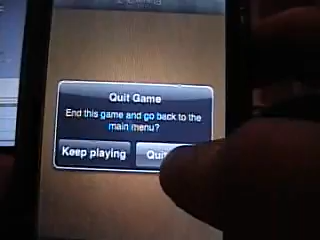 Quit Game
End this game and go back to the
main menu?
Keep playing